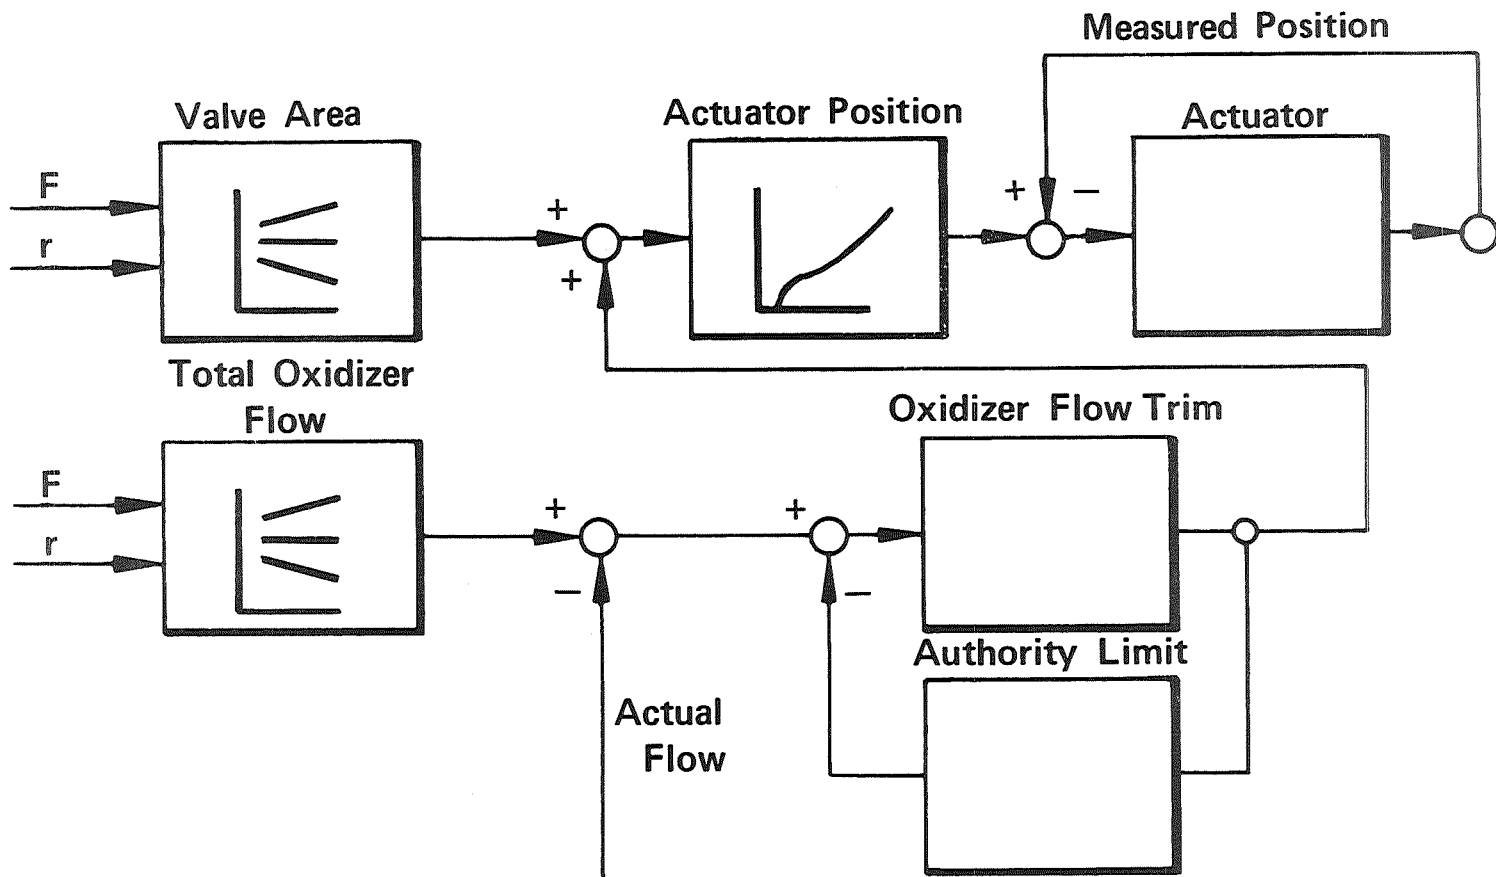 Measured Position
Valve Area
Actuator Position
Actuator
F
r
+
+
+
−
Total Oxidizer
Flow
Oxidizer Flow Trim
F
r
+
−
+
−
Authority Limit
Actual
Flow